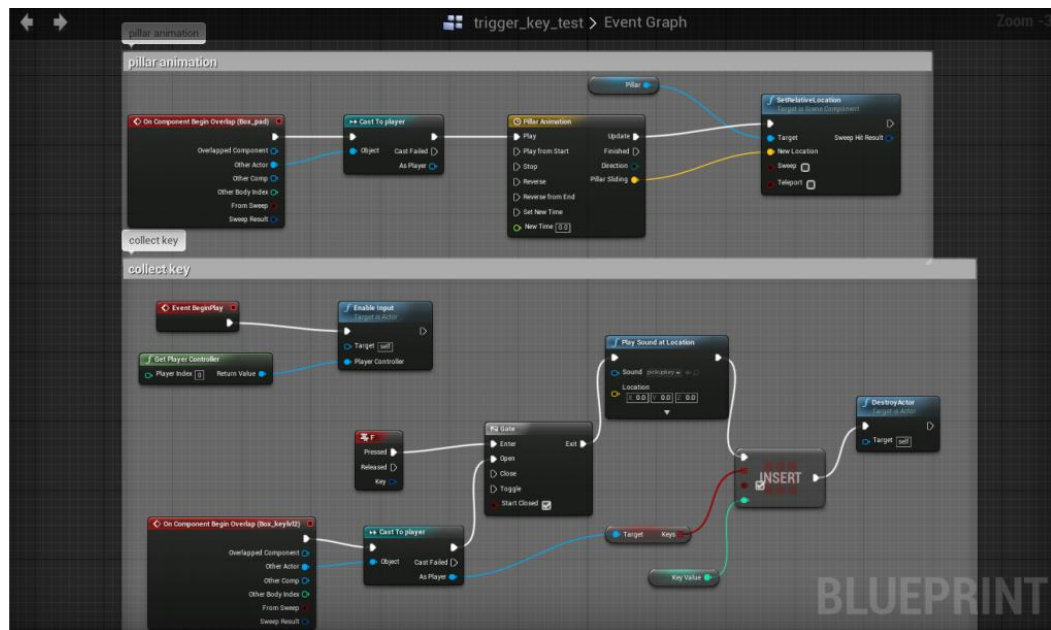 trigger_key_test > Event Graph
Zoom -3
pillar animation
pillar animation
Pillar
SetRelativeLocation
Target is Scene Component
Target
Sweep Hit Result
New Location
Sweep
Teleport
On Component Begin Overlap (Box_pad)
Overlapped Component
Other Actor
Other Comp
Other Body Index
From Sweep
Sweep Result
Cast To player
Object
Cast Failed
As Player
Pillar Animation
Play
Update
Play from Start
Finished
Stop
Direction
Reverse
Pillar Sliding
Reverse from End
Set New Time
New Time 0.0
collect key
collect key
Event BeginPlay
Enable Input
Target is Actor
Target self
Player Controller
Get Player Controller
Player Index 0
Return Value
F
Pressed
Released
Key
Gate
Enter
Exit
Open
Close
Toggle
Start Closed
Play Sound at Location
Sound pickupkey
Location
X 0.0 Y 0.0 Z 0.0
INSERT
DestroyActor
Target is Actor
Target self
On Component Begin Overlap (Box_keylvl2)
Overlapped Component
Other Actor
Other Comp
Other Body Index
From Sweep
Sweep Result
Cast To player
Object
Cast Failed
As Player
Target
Keys
Key Value
BLUEPRINT